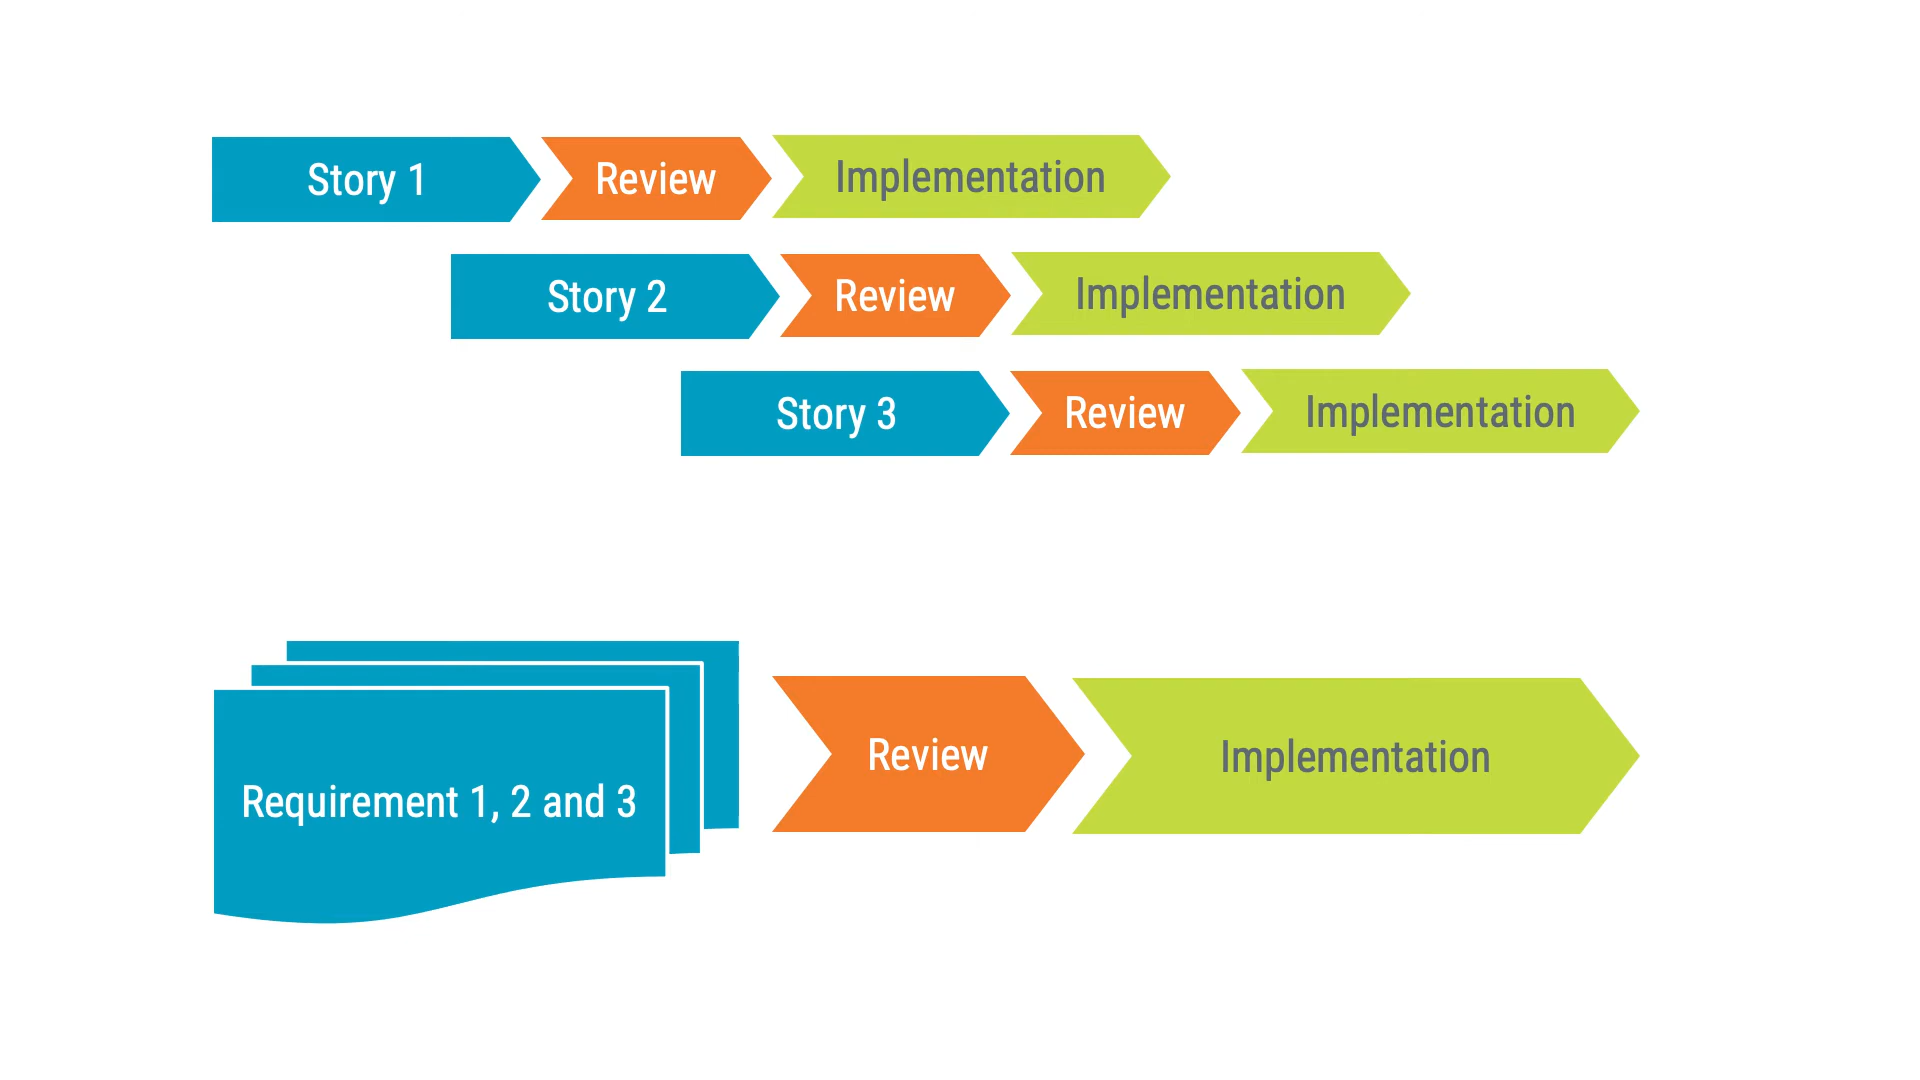 Story 1
Review
Implementation
Story 2
Review
Implementation
Story 3
Review
Implementation
Requirement 1, 2 and 3
Review
Implementation